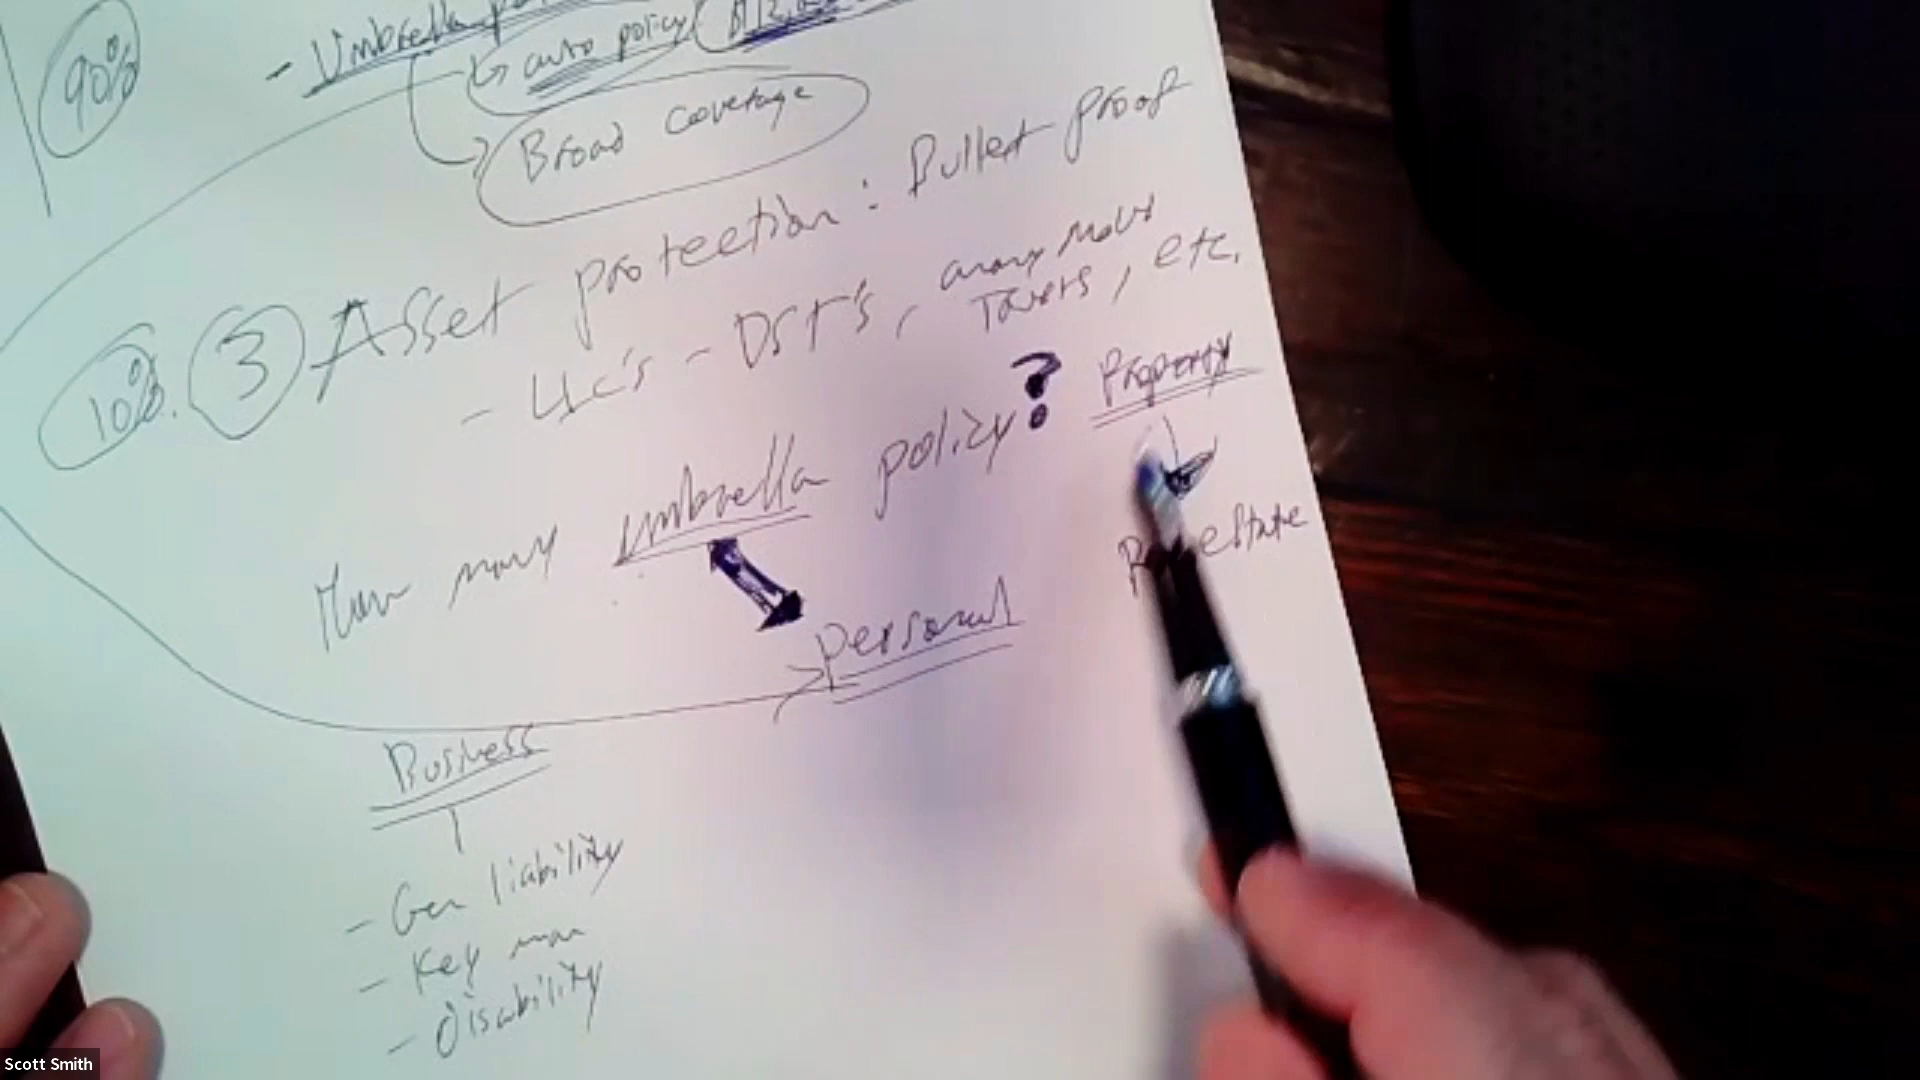 90%
- Umbrella
auto policy
Broad coverage
10%. 3 Asset protection: Bullet proof
- LLC's - DST's, anonymous
Trusts, etc.
Property
How many umbrella policy?
Real estate
Personal
Business
- Gen liability
- Key man
- Disability
Scott Smith